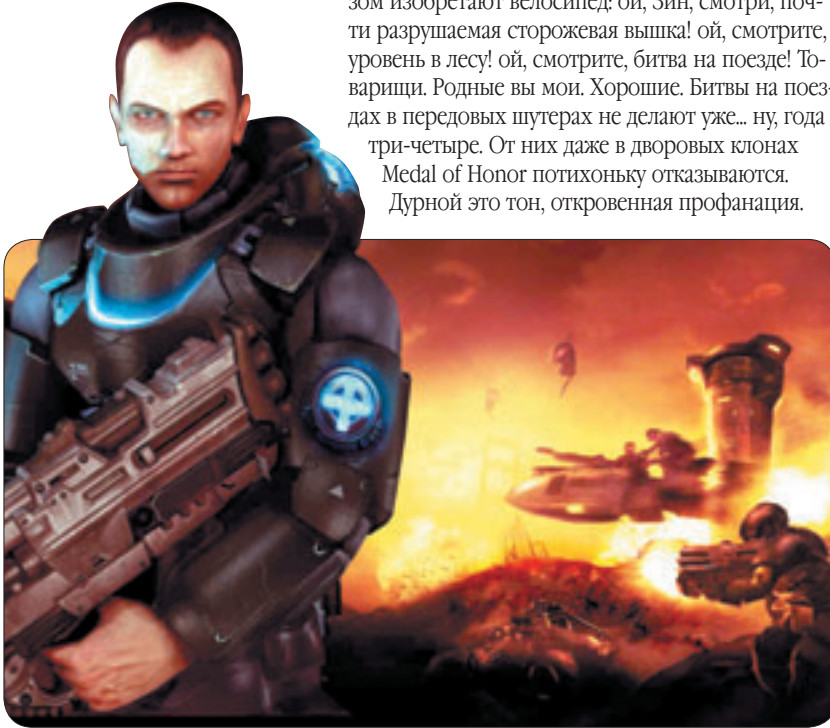 зом изобретают велосипед: ой, Зин, смотри, поч-
ти разрушаемая сторожевая вышка! ой, смотрите,
уровень в лесу! ой, смотрите, битва на поезде! То-
варищи. Родные вы мои. Хорошие. Битвы на поез-
дах в передовых шутерах не делают уже... ну, года
три-четыре. От них даже в дворовых клонах
Medal of Honor потихоньку отказываются.
Дурной это тон, откровенная профанация.